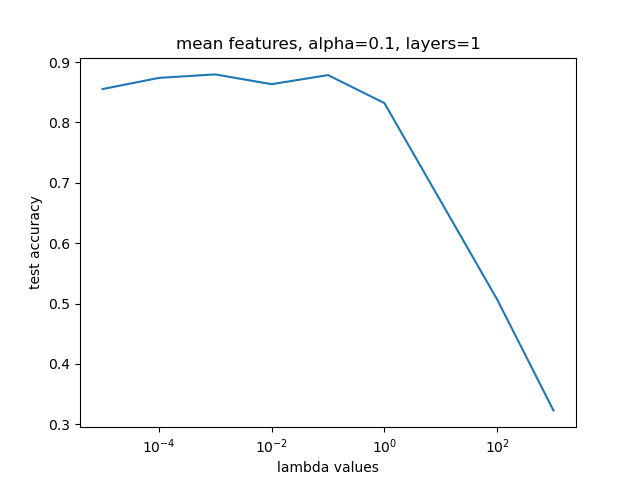 mean features, alpha=0.1, layers=1
0.9
0.8
0.7
0.6
0.5
0.4
0.3
test accuracy
10⁻⁴ 10⁻² 10⁰ 10²
lambda values